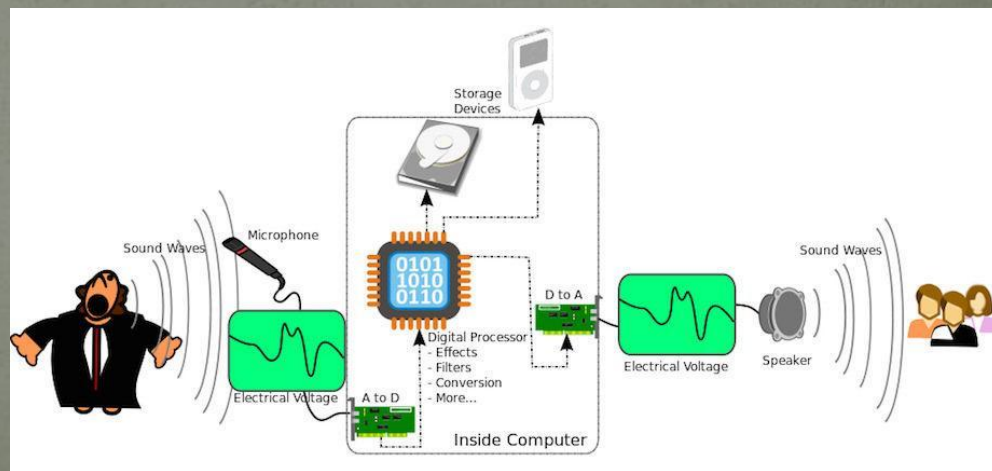 Storage
Devices
Sound Waves
Microphone
0101
1010
0110
Electrical Voltage
A to D
Digital Processor
- Effects
- Filters
- Conversion
- More...
D to A
Inside Computer
Electrical Voltage
Speaker
Sound Waves